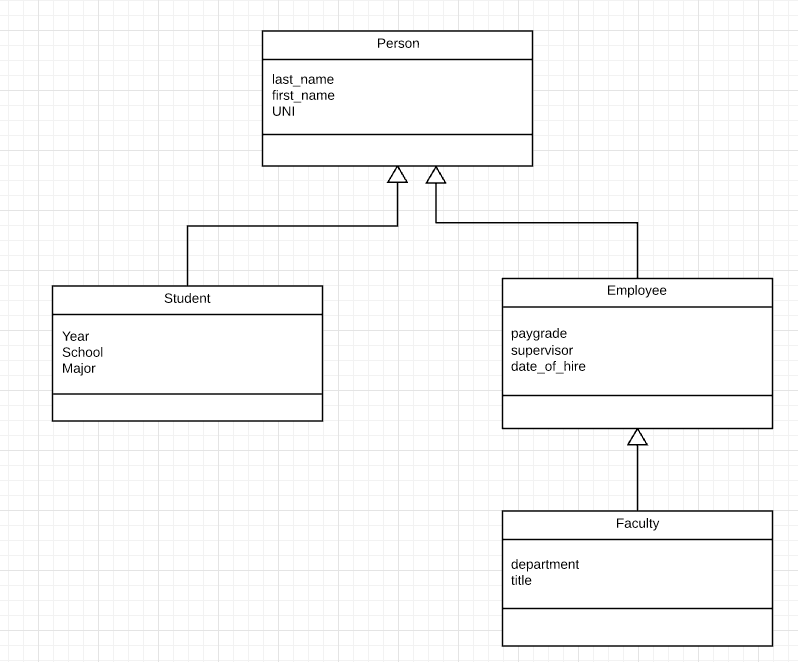 Person
last_name
first_name
UNI
Student
Year
School
Major
Employee
paygrade
supervisor
date_of_hire
Faculty
department
title